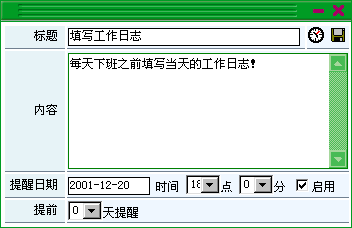 标题 填写工作日志
内容 每天下班之前填写当天的工作日志!
提醒日期 2001-12-20 时间 18 点 0 分 启用
提前 0 天提醒